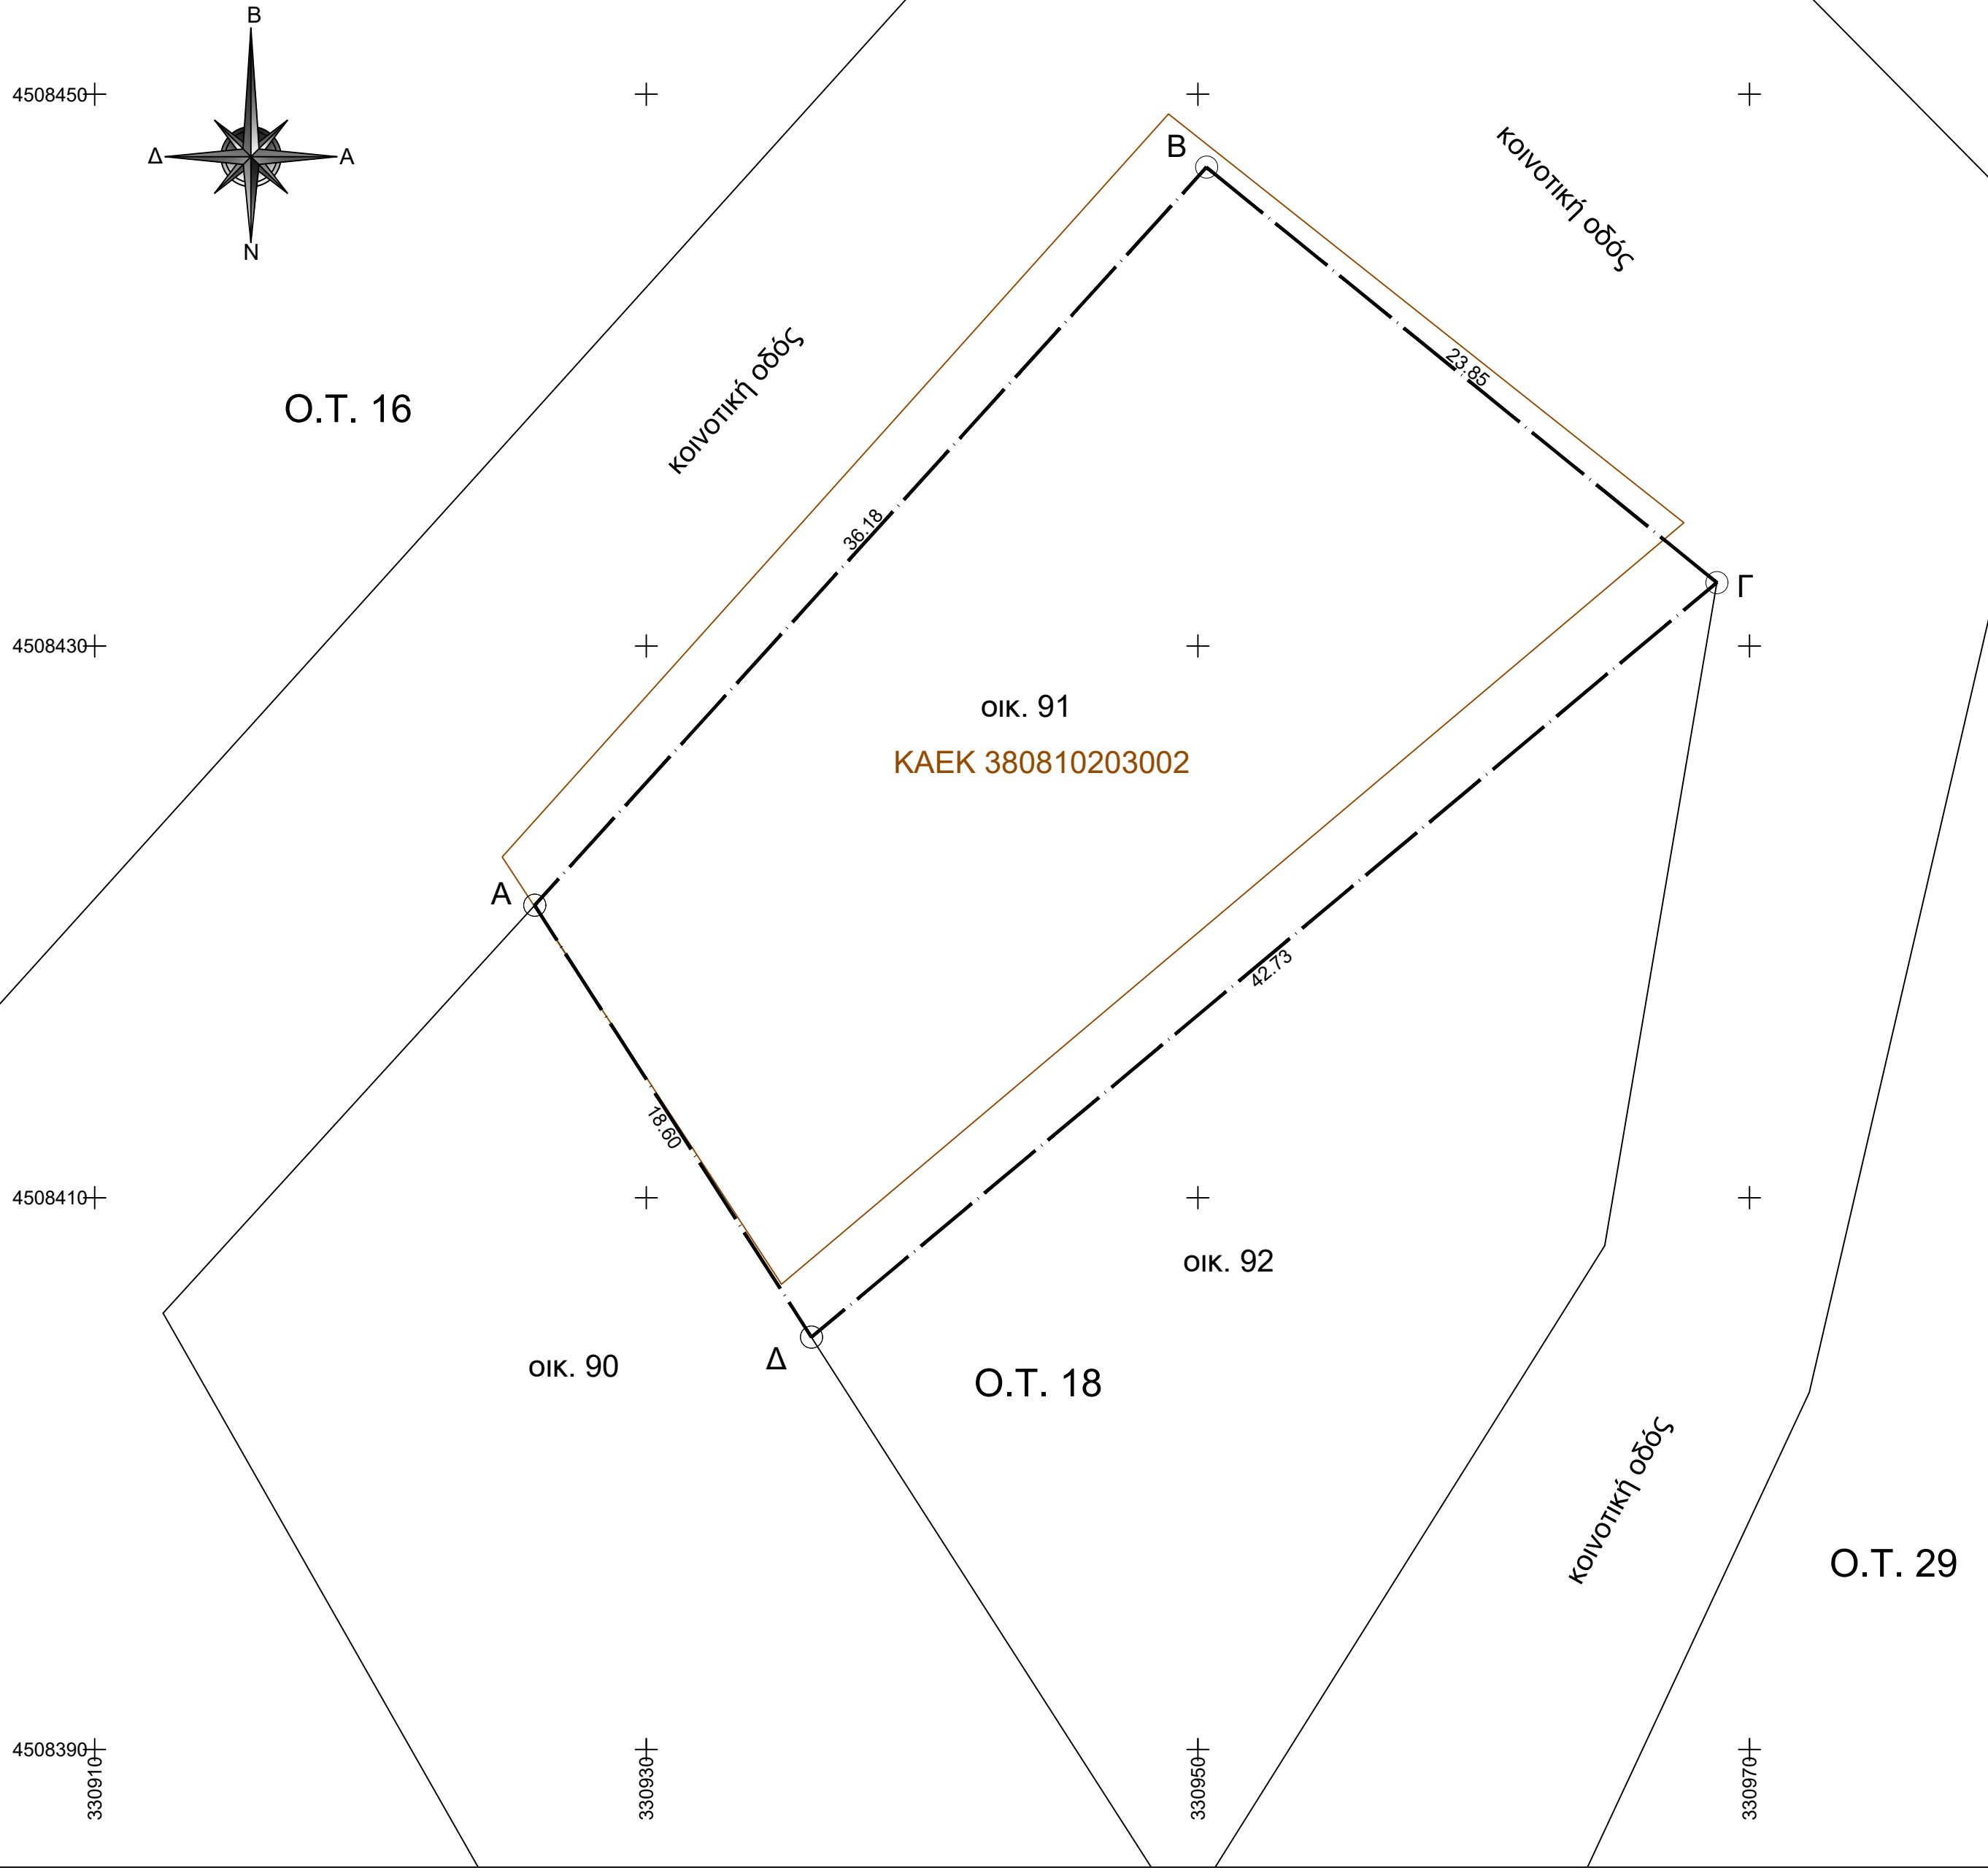 Β
4508450
Δ
Α
Ν
Β
κοινοτική οδός
κοινοτική οδός
23.85
Ο.Τ. 16
36.18
Γ
4508430
οικ. 91
ΚΑΕΚ 380810203002
Α
42.73
18.60
4508410
οικ. 92
Δ
οικ. 90
Ο.Τ. 18
κοινοτική οδός
Ο.Τ. 29
4508390
330910
330930
330950
330970